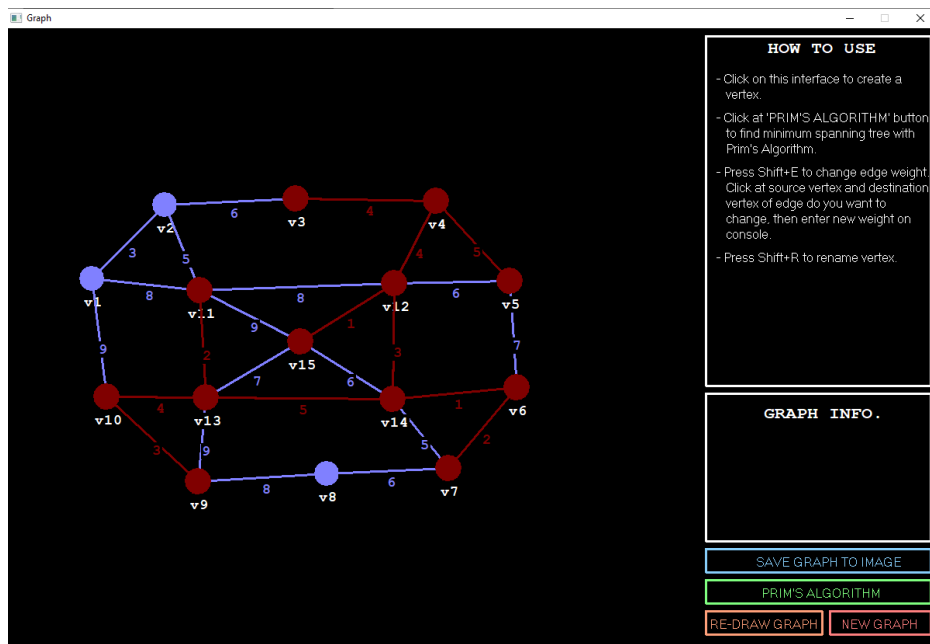 Graph
HOW TO USE
- Click on this interface to create a
vertex.
- Click at 'PRIM'S ALGORITHM' button
to find minimum spanning tree with
Prim's Algorithm.
- Press Shift+E to change edge weight.
Click at source vertex and destination
vertex of edge do you want to
change, then enter new weight on
console.
- Press Shift+R to rename vertex.
6
4
v2
v3
v4
3
5
4
5
v1
8
v11
8
v12
6
v5
9
1
9
2
v15
3
7
7
6
v10
4
v13
5
v14
1
v6
3
9
5
2
v9
8
v8
6
v7
GRAPH INFO.
SAVE GRAPH TO IMAGE
PRIM'S ALGORITHM
RE-DRAW GRAPH
NEW GRAPH